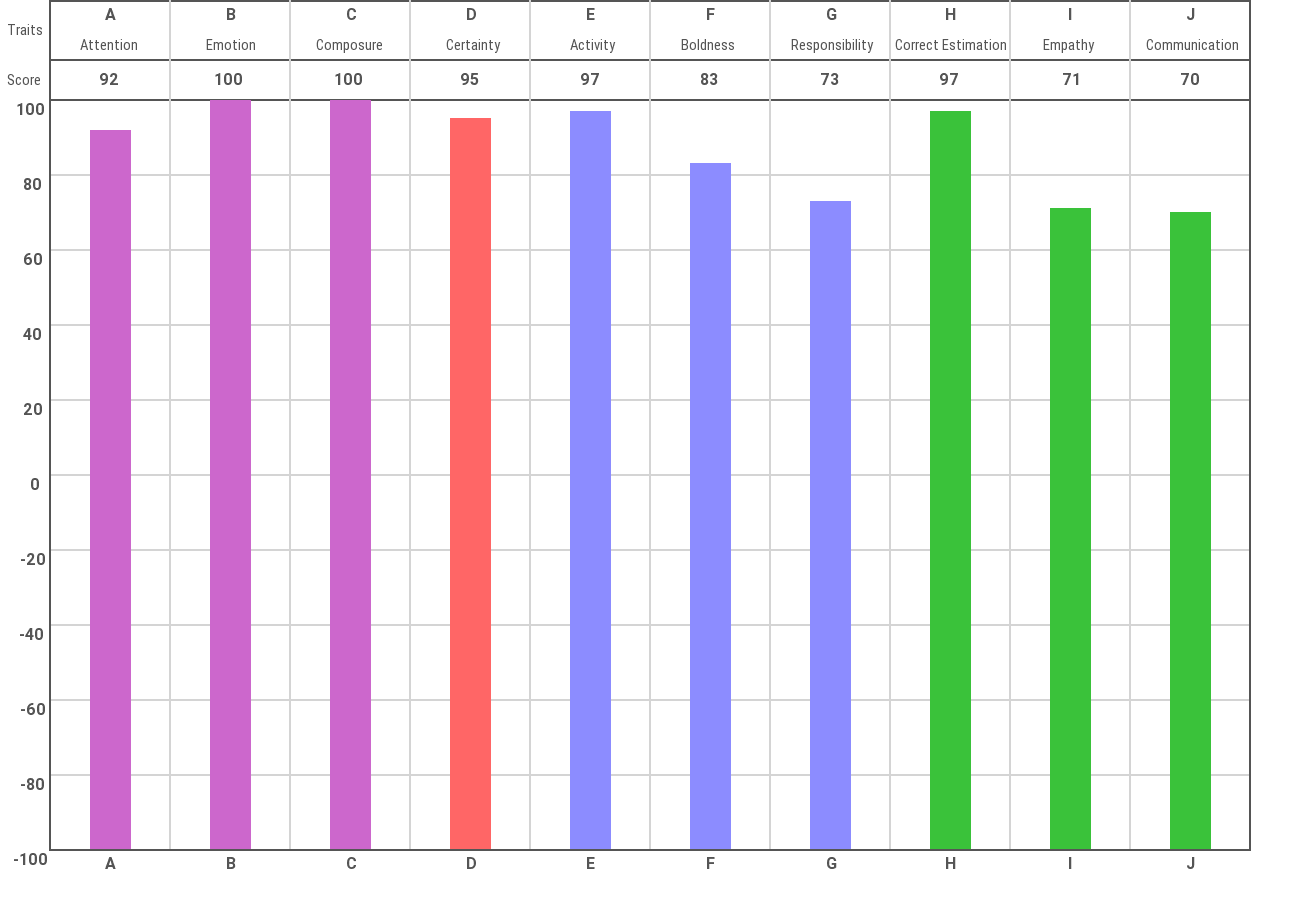 A B C D E F G H I J
Traits
Attention Emotion Composure Certainty Activity Boldness Responsibility Correct Estimation Empathy Communication
Score 92 100 100 95 97 83 73 97 71 70
100
80
60
40
20
0
-20
-40
-60
-80
-100
A B C D E F G H I J